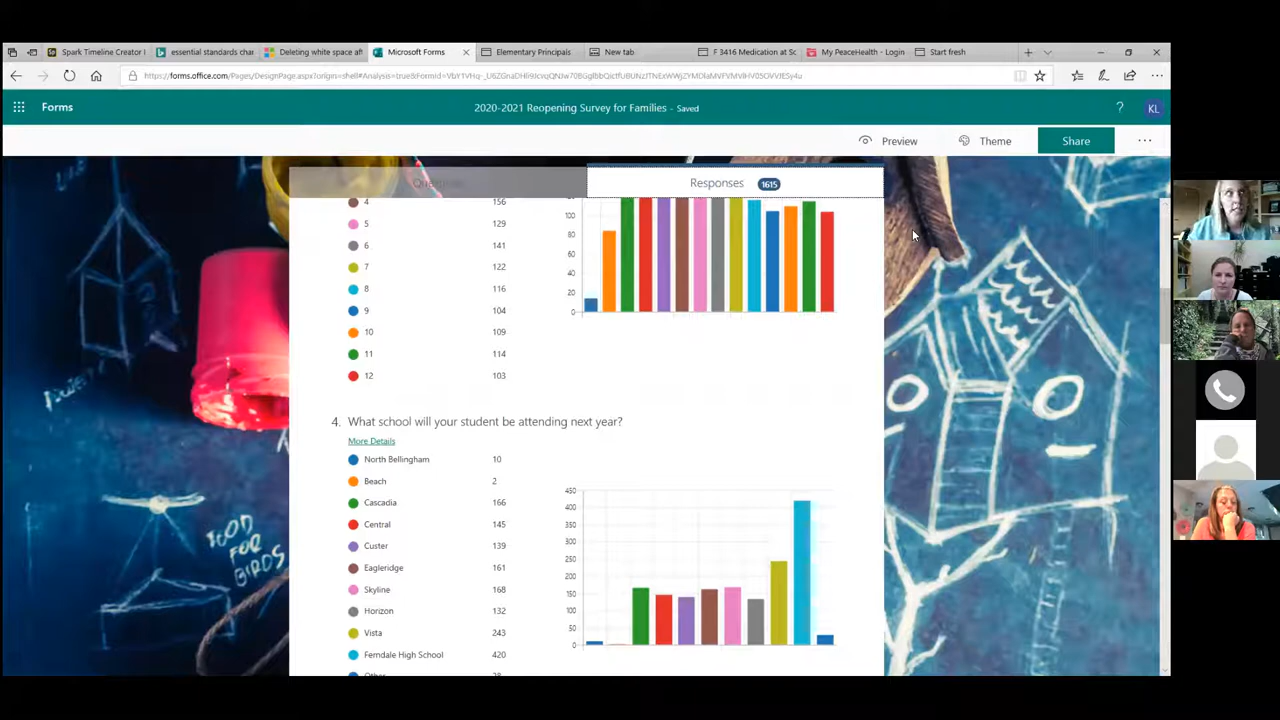 Spark Timeline Creator I
essential standards char
Deleting white space aft
Microsoft Forms
Elementary Principals
New tab
F 3416 Medication at Sc
My PeaceHealth - Login
Start fresh
Forms
2020-2021 Reopening Survey for Families - Saved
?
KL
Preview
Theme
Share
Questions
Responses 1615
4 156
5 129
6 141
7 122
8 116
9 104
10 109
11 114
12 103
100
80
60
40
20
0
4. What school will your student be attending next year?
More Details
North Bellingham 10
Beach 2
Cascadia 166
Central 145
Custer 139
Eagleridge 161
Skyline 168
Horizon 132
Vista 243
Ferndale High School 420
Other 28
450
400
350
300
250
200
150
100
50
0
FOOD
FOR
BIRDS